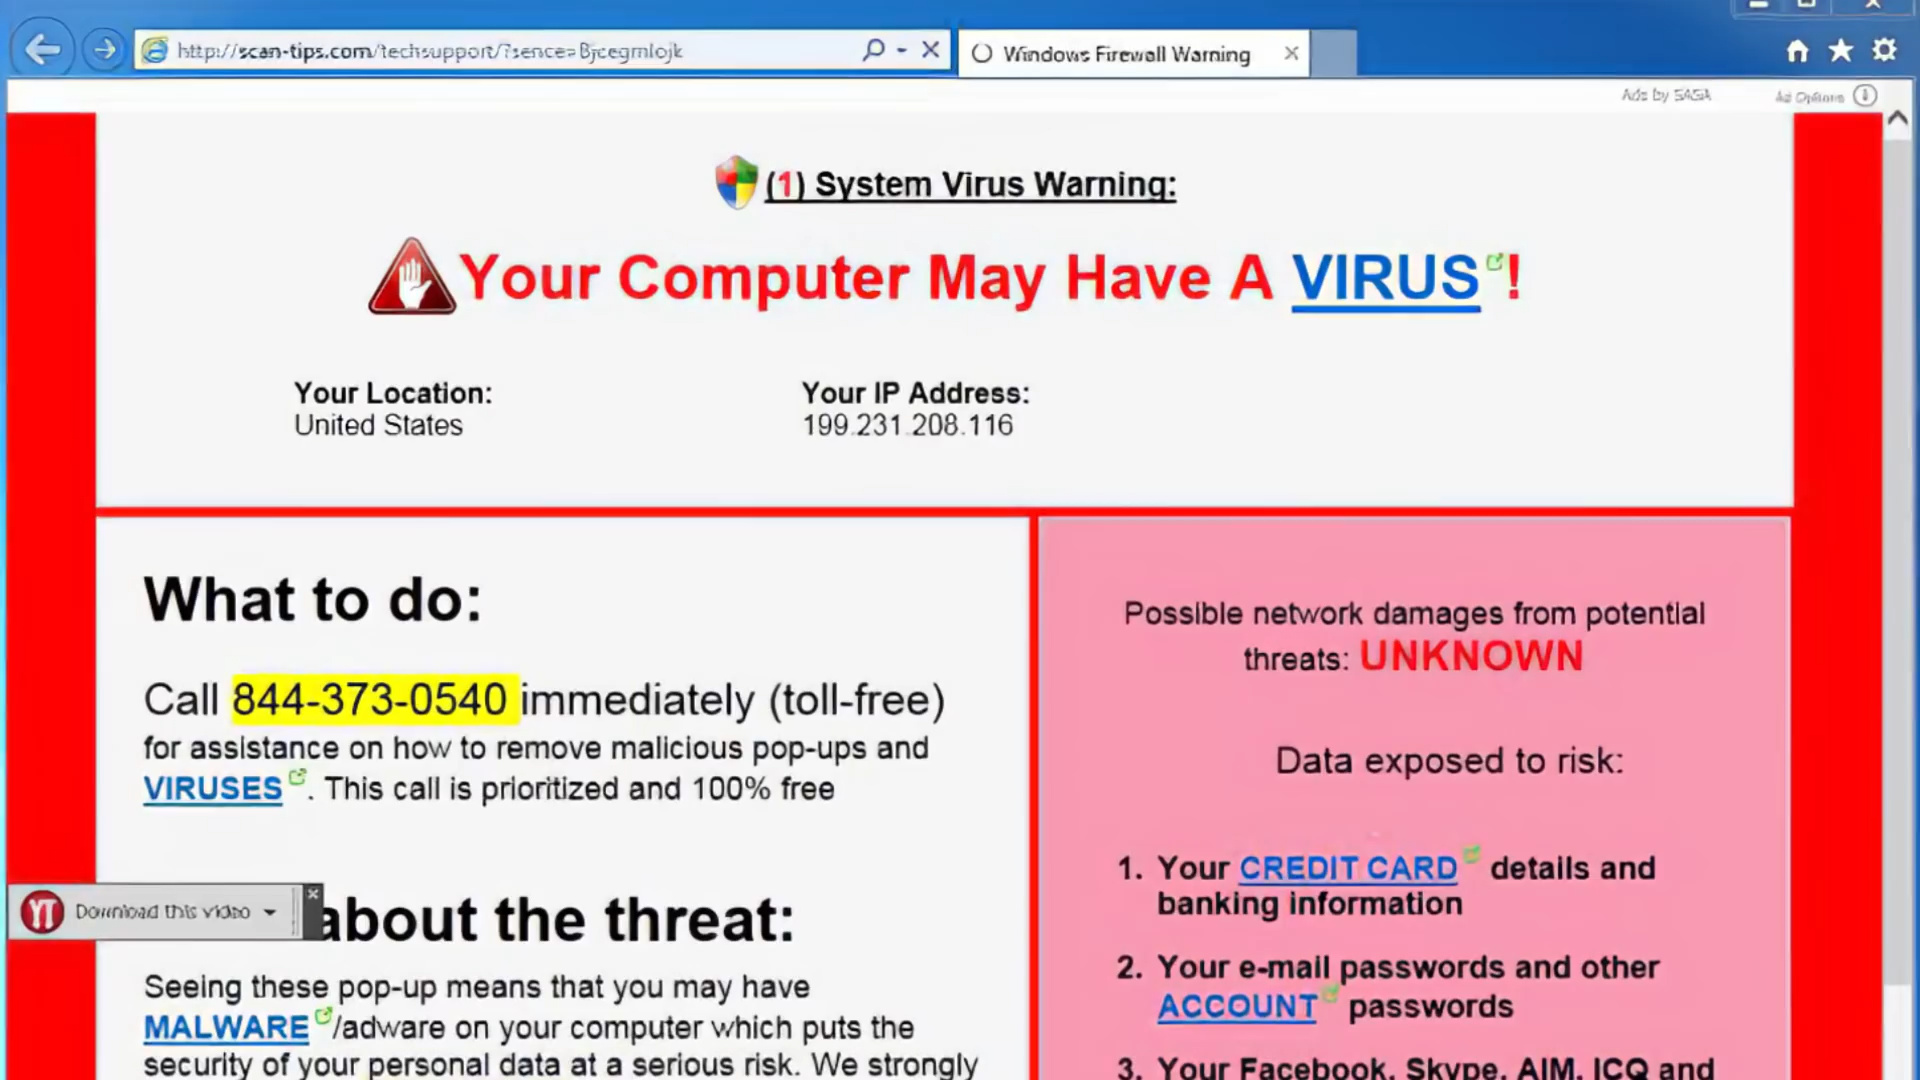 http://scan-tips.com/techsupport/?sence=Bjcegmlojk
Windows Firewall Warning
Ads by
Ad Options
(1) System Virus Warning:
Your Computer May Have A VIRUS!
Your Location:
United States
Your IP Address:
199.231.208.116
What to do:
Call 844-373-0540 immediately (toll-free)
for assistance on how to remove malicious pop-ups and
VIRUSES. This call is prioritized and 100% free
Download this video
about the threat:
Seeing these pop-up means that you may have
MALWARE/adware on your computer which puts the
security of your personal data at a serious risk. We strongly
Possible network damages from potential
threats: UNKNOWN
Data exposed to risk:
1. Your CREDIT CARD details and
banking information
2. Your e-mail passwords and other
ACCOUNT passwords
3. Your Facebook, Skype, AIM, ICQ and